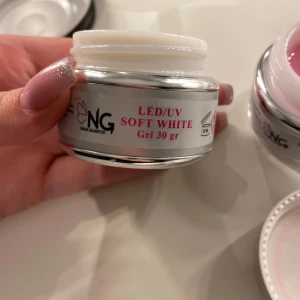 NG
LED/UV
SOFT WHITE
Gel 30 gr